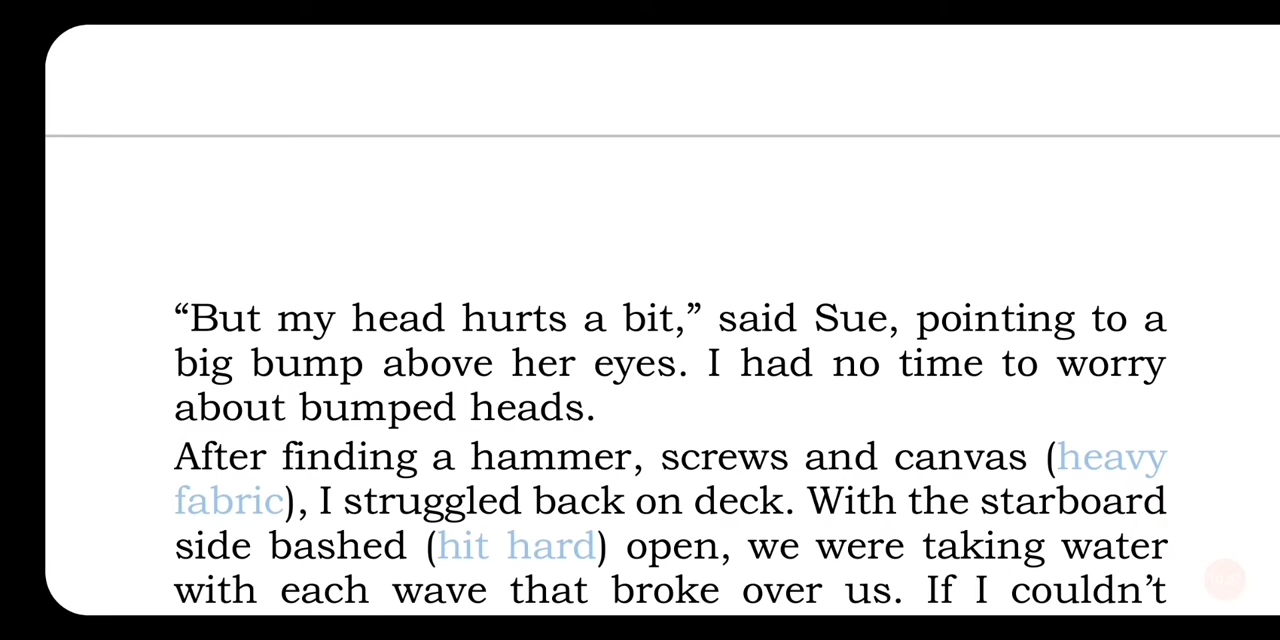 “But my head hurts a bit,” said Sue, pointing to a
big bump above her eyes. I had no time to worry
about bumped heads.
After finding a hammer, screws and canvas (heavy
fabric), I struggled back on deck. With the starboard
side bashed (hit hard) open, we were taking water
with each wave that broke over us. If I couldn’t